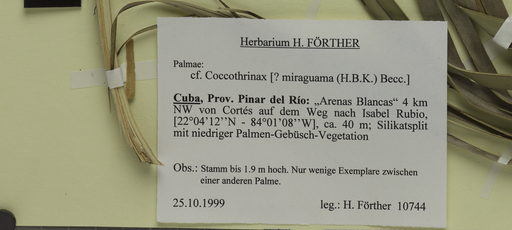 Herbarium H. FÖRTHER
Palmae:
cf. Coccothrinax [? miraguama (H.B.K.) Becc.]
Cuba, Prov. Pinar del Río: „Arenas Blancas“ 4 km
NW von Cortés auf dem Weg nach Isabel Rubio,
[22°04’12’’N - 84°01’08’’W], ca. 40 m; Silikatsplit
mit niedriger Palmen-Gebüsch-Vegetation
Obs.: Stamm bis 1.9 m hoch. Nur wenige Exemplare zwischen
einer anderen Palme.
25.10.1999 leg.: H. Förther 10744